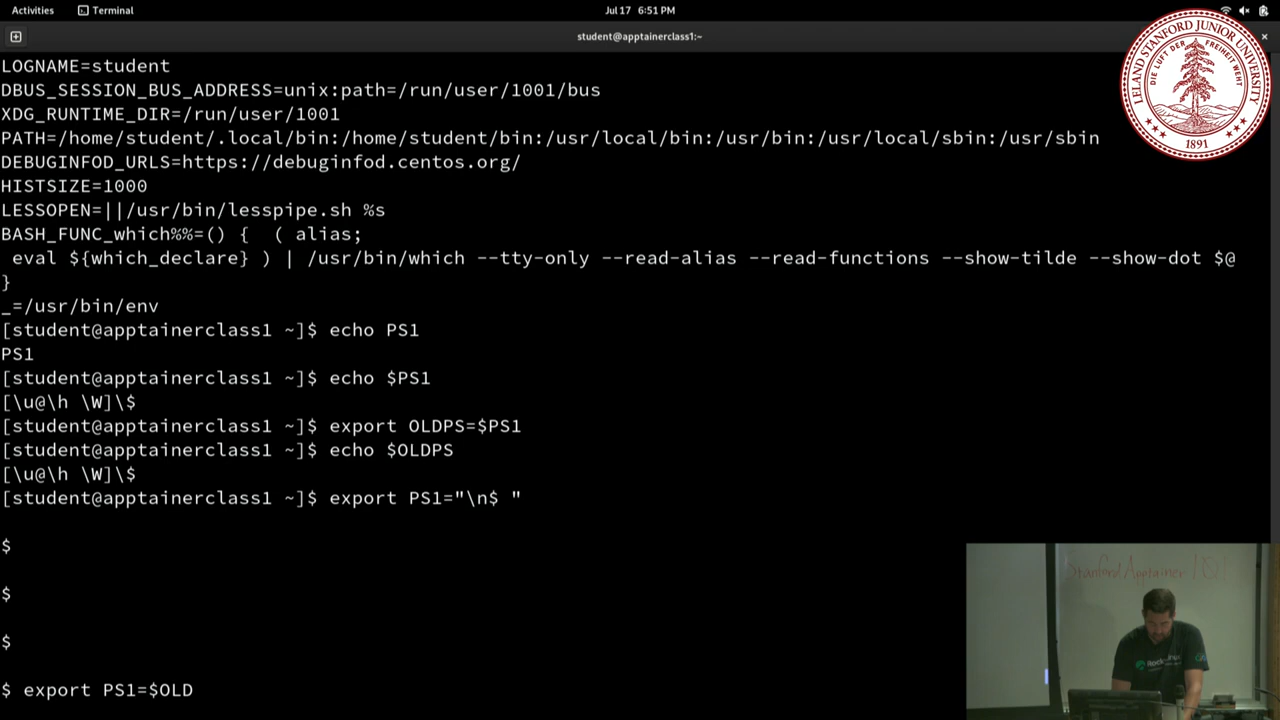 Activities
Terminal
Jul 17 6:51 PM
student@apptainerclass1:~
LOGNAME=student
DBUS_SESSION_BUS_ADDRESS=unix:path=/run/user/1001/bus
XDG_RUNTIME_DIR=/run/user/1001
PATH=/home/student/.local/bin:/home/student/bin:/usr/local/bin:/usr/bin:/usr/local/sbin:/usr/sbin
DEBUGINFOD_URLS=https://debuginfod.centos.org/
HISTSIZE=1000
LESSOPEN=||/usr/bin/lesspipe.sh %s
BASH_FUNC_which%%=() {  ( alias;
 eval ${which_declare} ) | /usr/bin/which --tty-only --read-alias --read-functions --show-tilde --show-dot $@
}
_=/usr/bin/env
[student@apptainerclass1 ~]$ echo PS1
PS1
[student@apptainerclass1 ~]$ echo $PS1
[\u@\h \W]\$
[student@apptainerclass1 ~]$ export OLDPS=$PS1
[student@apptainerclass1 ~]$ echo $OLDPS
[\u@\h \W]\$
[student@apptainerclass1 ~]$ export PS1="\n$ "
$
$
$
$ export PS1=$OLD
LELAND STANFORD JUNIOR UNIVERSITY
DIE LUFT DER FREIHEIT WEHT
1891
Stanford Apptainer